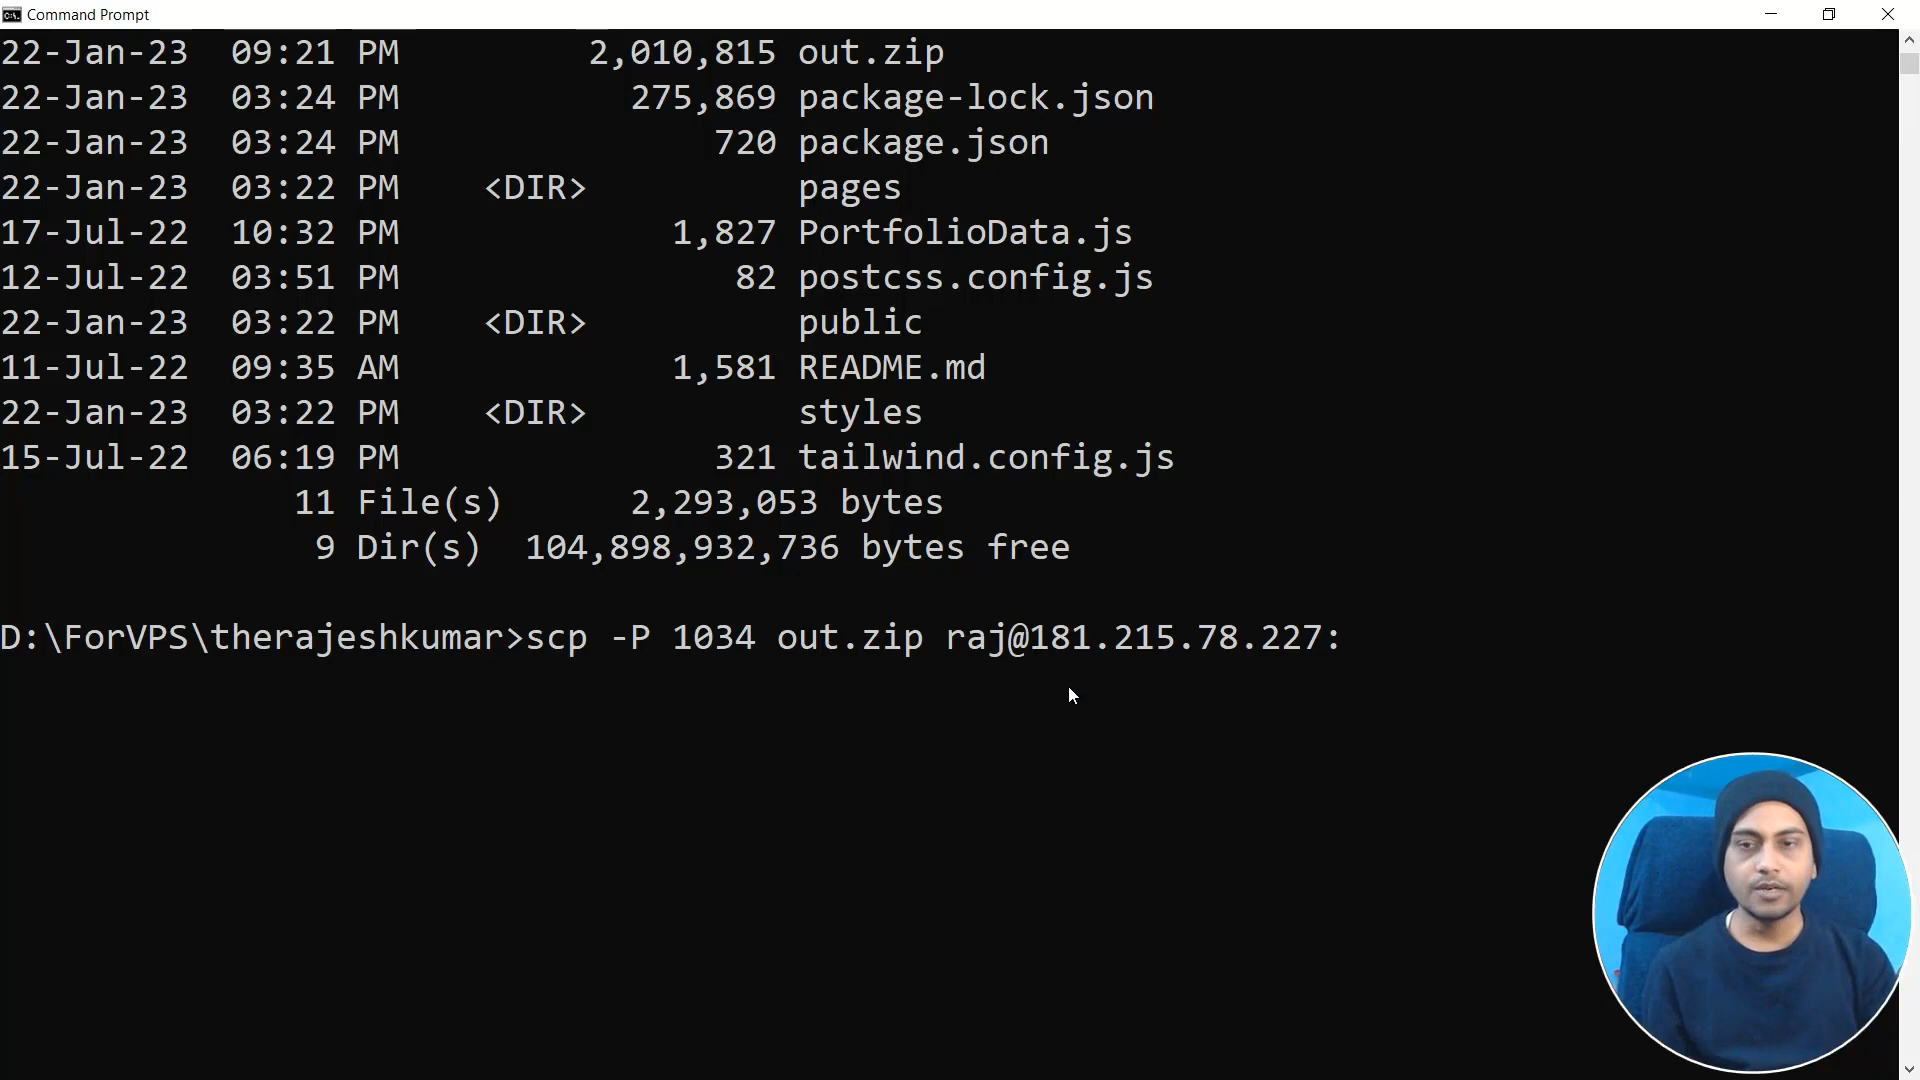 Command Prompt
22-Jan-23  09:21 PM         2,010,815 out.zip
22-Jan-23  03:24 PM           275,869 package-lock.json
22-Jan-23  03:24 PM               720 package.json
22-Jan-23  03:22 PM    <DIR>          pages
17-Jul-22  10:32 PM             1,827 PortfolioData.js
12-Jul-22  03:51 PM                82 postcss.config.js
22-Jan-23  03:22 PM    <DIR>          public
11-Jul-22  09:35 AM             1,581 README.md
22-Jan-23  03:22 PM    <DIR>          styles
15-Jul-22  06:19 PM               321 tailwind.config.js
              11 File(s)      2,293,053 bytes
               9 Dir(s)  104,898,932,736 bytes free
D:\ForVPS\therajeshkumar>scp -P 1034 out.zip raj@181.215.78.227: